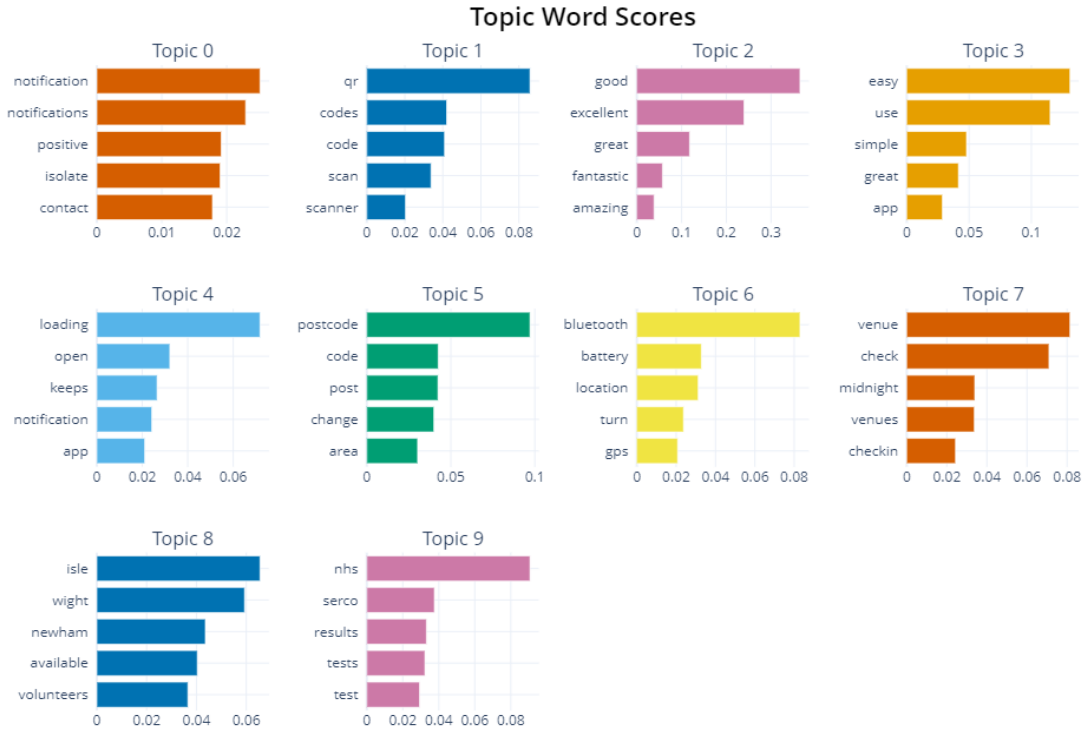 Topic Word Scores
Topic 0
notification
notifications
positive
isolate
contact
0 0.01 0.02
Topic 1
qr
codes
code
scan
scanner
0 0.02 0.04 0.06 0.08
Topic 2
good
excellent
great
fantastic
amazing
0 0.1 0.2 0.3
Topic 3
easy
use
simple
great
app
0 0.05 0.1
Topic 4
loading
open
keeps
notification
app
0 0.02 0.04 0.06
Topic 5
postcode
code
post
change
area
0 0.05 0.1
Topic 6
bluetooth
battery
location
turn
gps
0 0.02 0.04 0.06 0.08
Topic 7
venue
check
midnight
venues
checkin
0 0.02 0.04 0.06 0.08
Topic 8
isle
wight
newham
available
volunteers
0 0.02 0.04 0.06
Topic 9
nhs
serco
results
tests
test
0 0.02 0.04 0.06 0.08